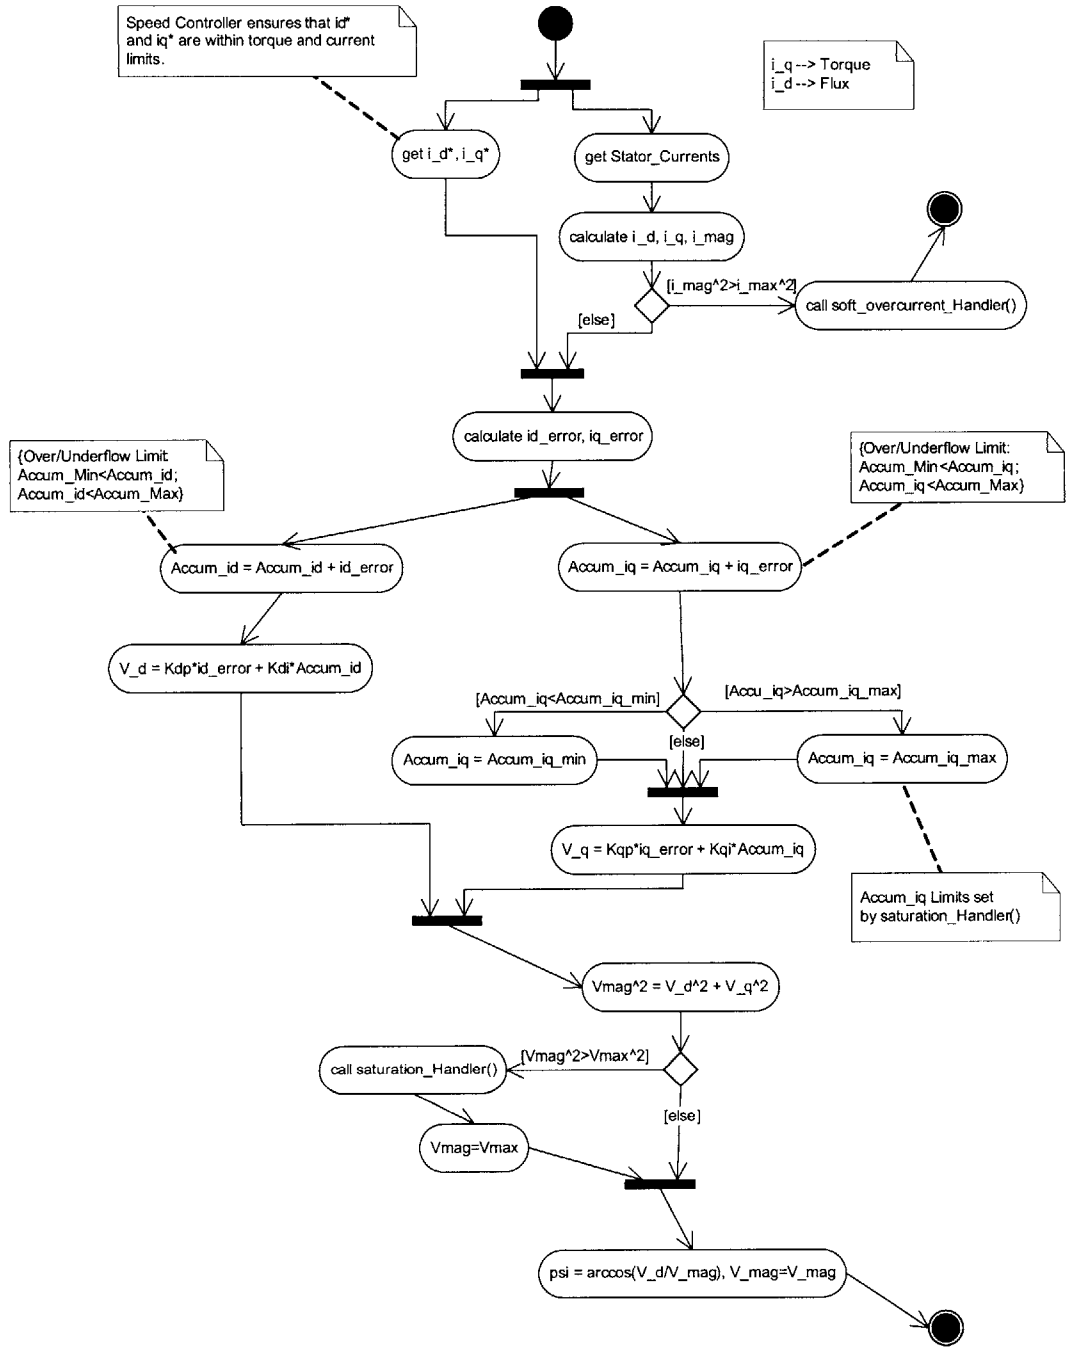 Speed Controller ensures that id*
and iq* are within torque and current
limits.
i_q --> Torque
i_d --> Flux
get i_d*, i_q*
get Stator_Currents
calculate i_d, i_q, i_mag
[i_mag^2>i_max^2]
call soft_overcurrent_Handler()
[else]
calculate id_error, iq_error
{Over/Underflow Limit
Accum_Min<Accum_id;
Accum_id<Accum_Max}
{Over/Underflow Limit:
Accum_Min<Accum_iq;
Accum_iq<Accum_Max}
Accum_id = Accum_id + id_error
Accum_iq = Accum_iq + iq_error
V_d = Kdp*id_error + Kdi*Accum_id
[Accum_iq<Accum_iq_min]
[Accu_iq>Accum_iq_max]
[else]
Accum_iq = Accum_iq_min
Accum_iq = Accum_iq_max
V_q = Kqp*iq_error + Kqi*Accum_iq
Accum_iq Limits set
by saturation_Handler()
Vmag^2 = V_d^2 + V_q^2
[Vmag^2>Vmax^2]
call saturation_Handler()
[else]
Vmag=Vmax
psi = arccos(V_d/V_mag), V_mag=V_mag